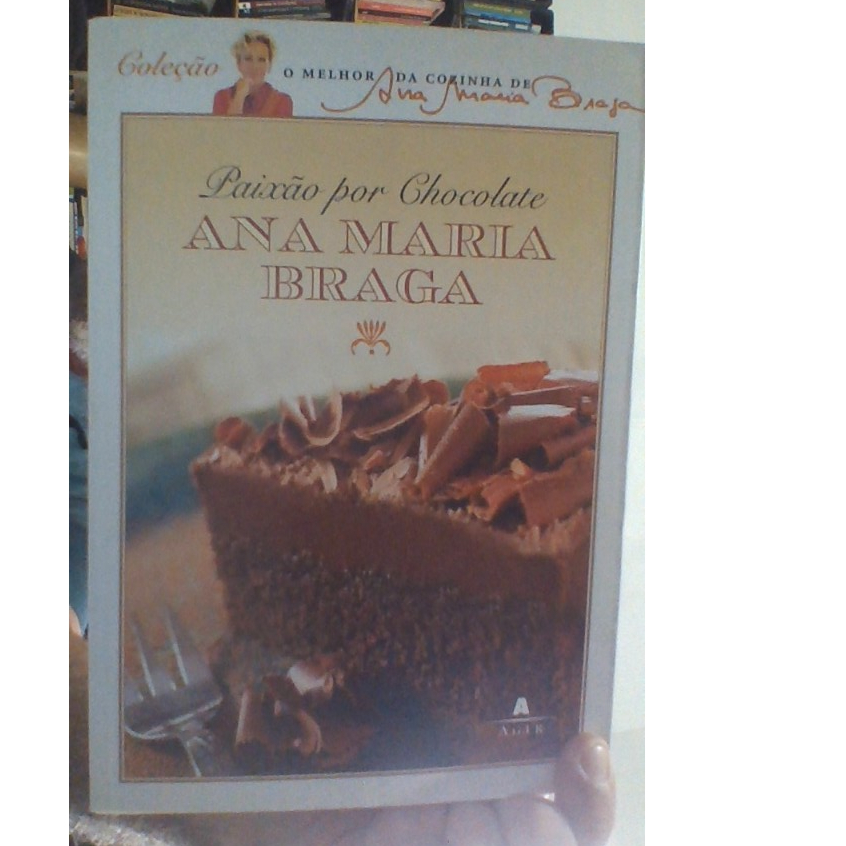 Coleção
O MELHOR DA COZINHA DE
Ana Maria Braga
Paixão por Chocolate
ANA MARIA
BRAGA
A
AGIR